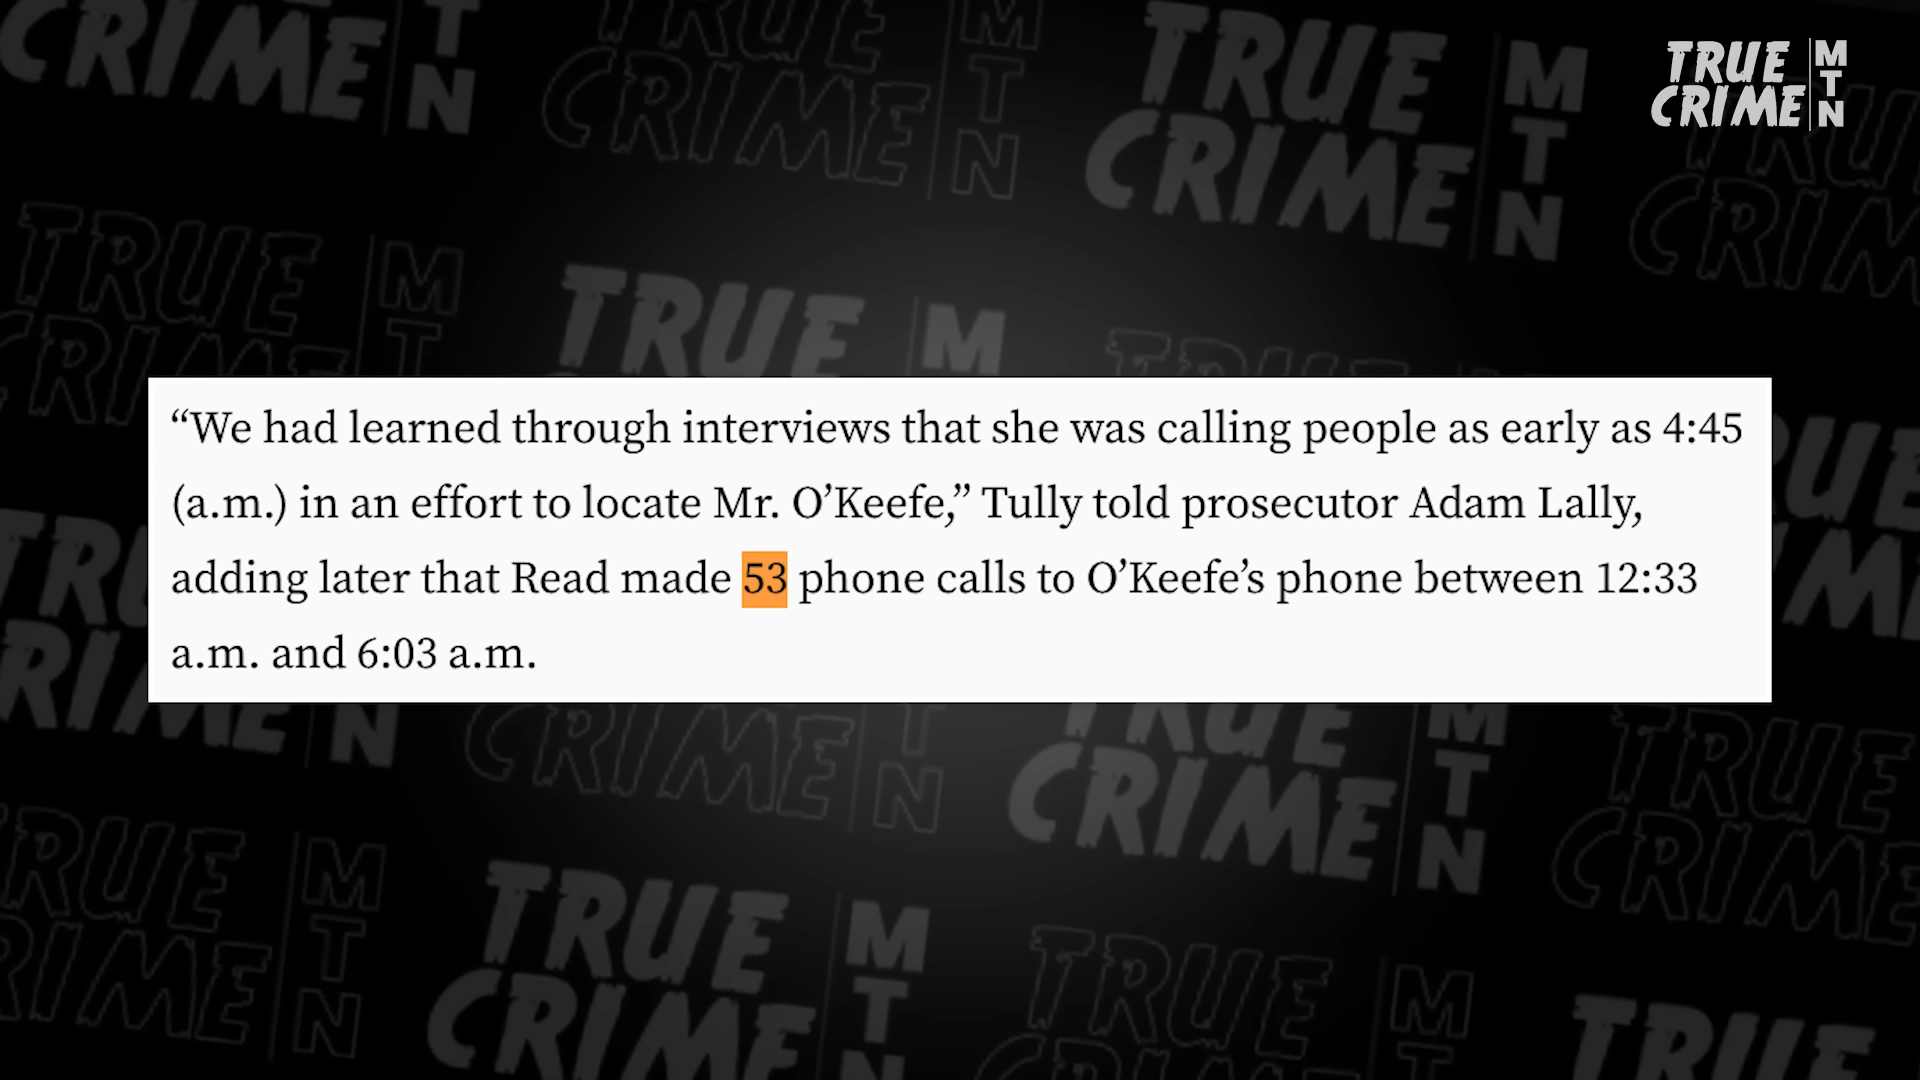 TRUE
CRIME
MTN
“We had learned through interviews that she was calling people as early as 4:45
(a.m.) in an effort to locate Mr. O’Keefe,” Tully told prosecutor Adam Lally,
adding later that Read made 53 phone calls to O’Keefe’s phone between 12:33
a.m. and 6:03 a.m.